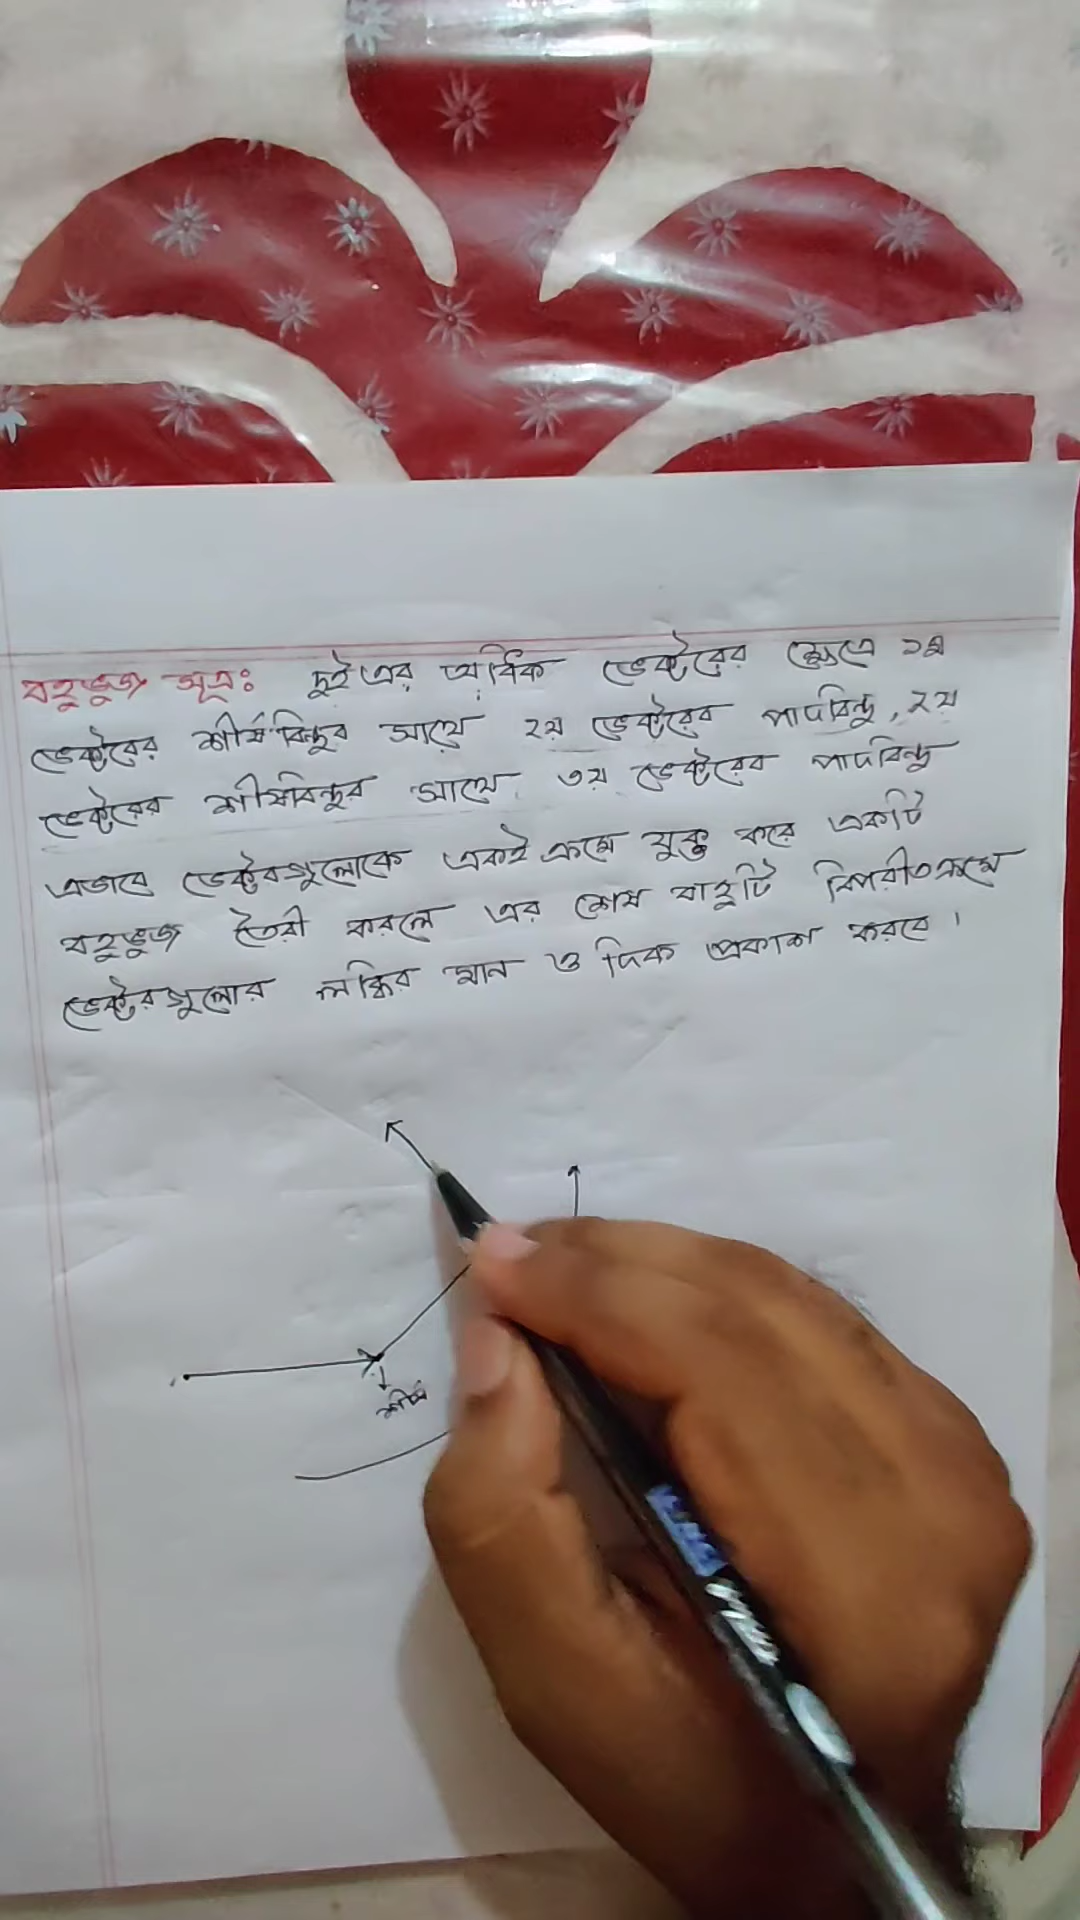 বহুভুজ সূত্রঃ দুই এর অধিক ভেক্টরের ক্ষেত্রে ১ম
ভেক্টরের শীর্ষবিন্দুর সাথে ২য় ভেক্টরের পাদবিন্দু, ২য়
ভেক্টরের শীর্ষবিন্দুর সাথে ৩য় ভেক্টরের পাদবিন্দু
এভাবে ভেক্টরগুলোকে একই ক্রমে যুক্ত করে একটি
বহুভুজ তৈরী করলে এর শেষ বাহুটি বিপরীতক্রমে
ভেক্টরগুলোর লব্ধির মান ও দিক প্রকাশ করবে।
শীর্ষ